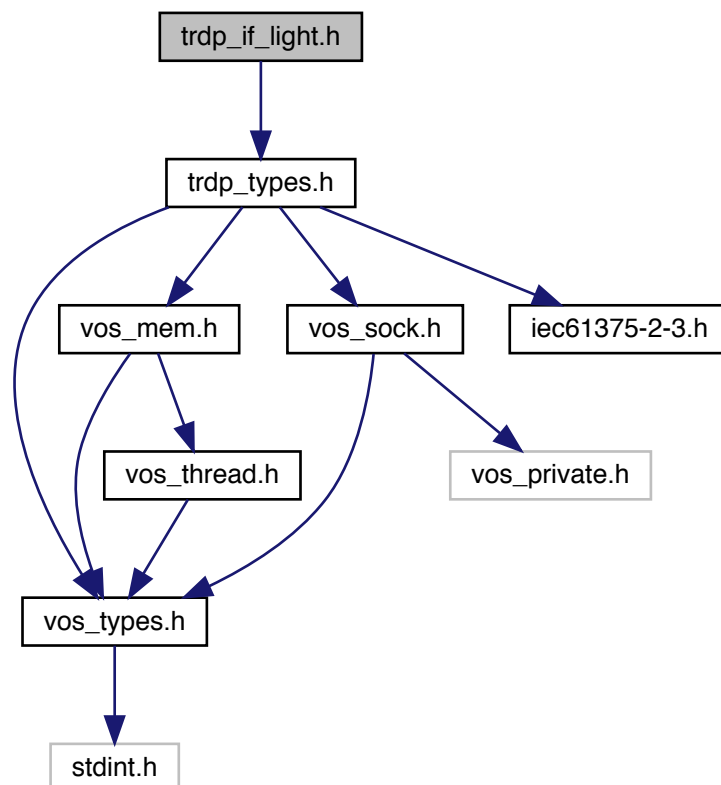 trdp_if_light.h
trdp_types.h
vos_mem.h
vos_sock.h
iec61375-2-3.h
vos_thread.h
vos_private.h
vos_types.h
stdint.h